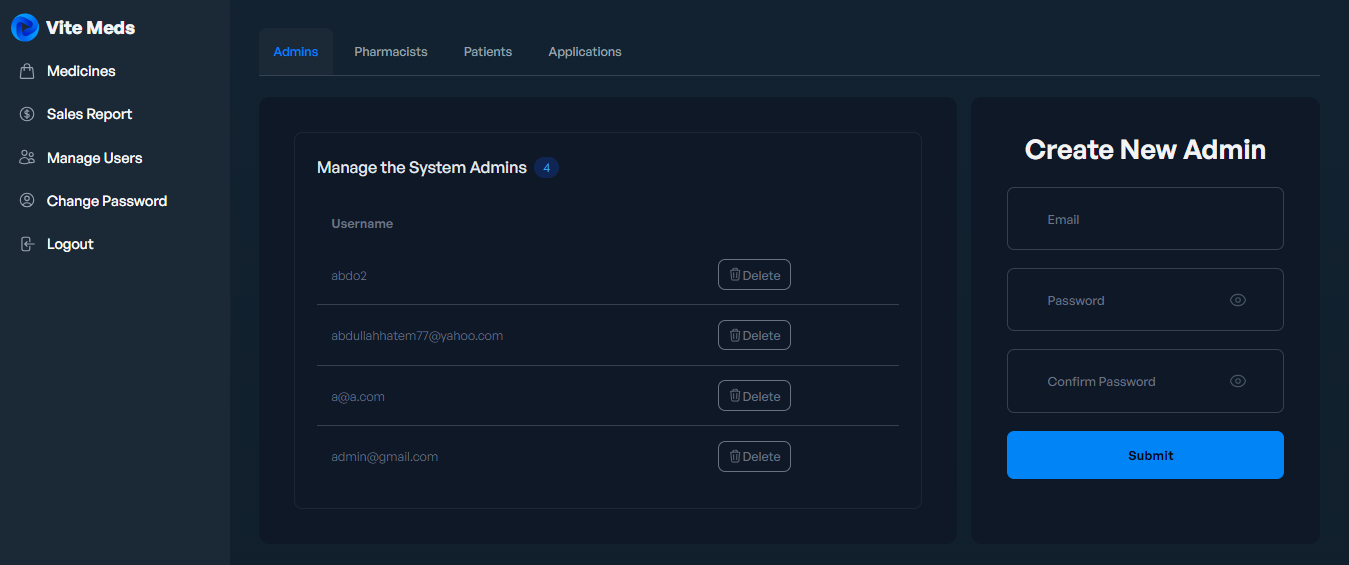 Vite Meds
Medicines
Sales Report
Manage Users
Change Password
Logout
Admins Pharmacists Patients Applications
Manage the System Admins 4
Username
abdo2 Delete
abdullahhatem77@yahoo.com Delete
a@a.com Delete
admin@gmail.com Delete
Create New Admin
Email
Password
Confirm Password
Submit